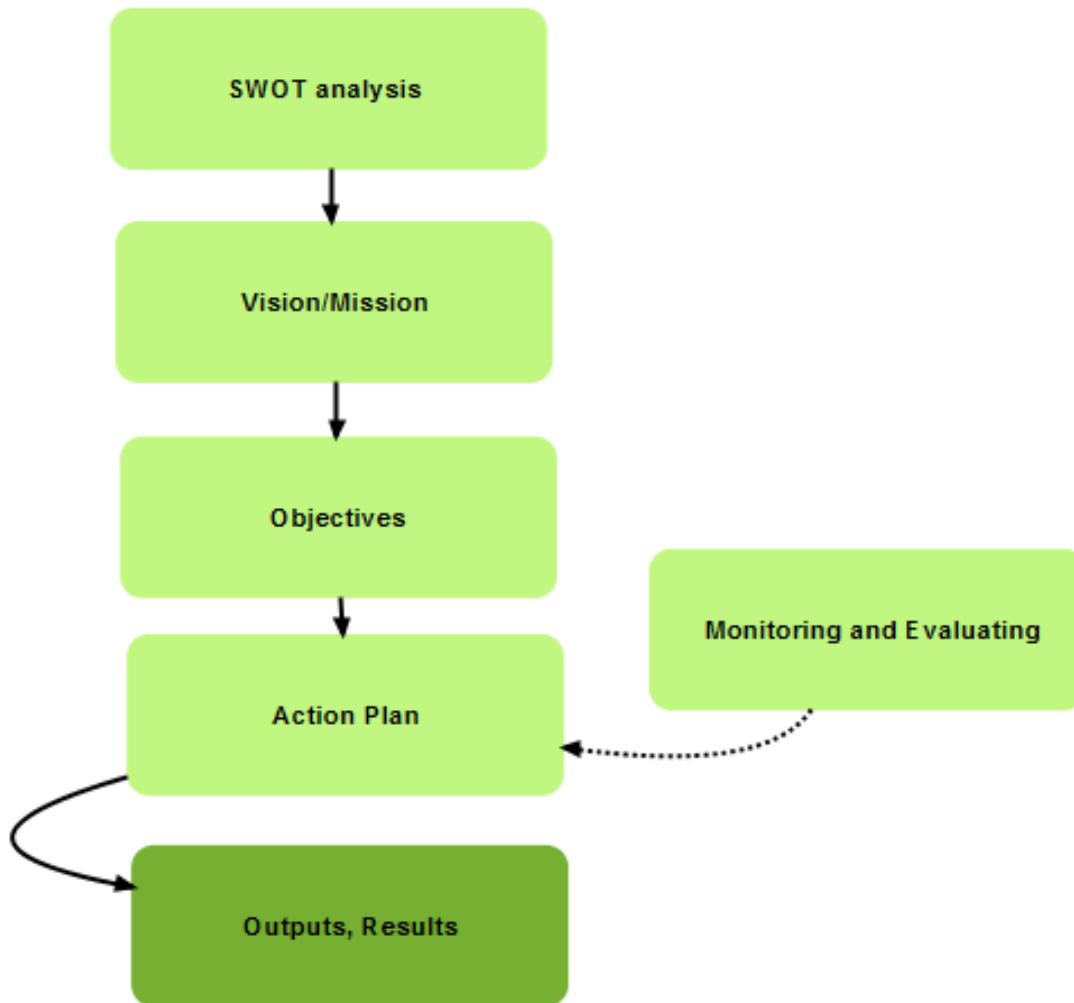 SWOT analysis
Vision/Mission
Objectives
Monitoring and Evaluating
Action Plan
Outputs, Results